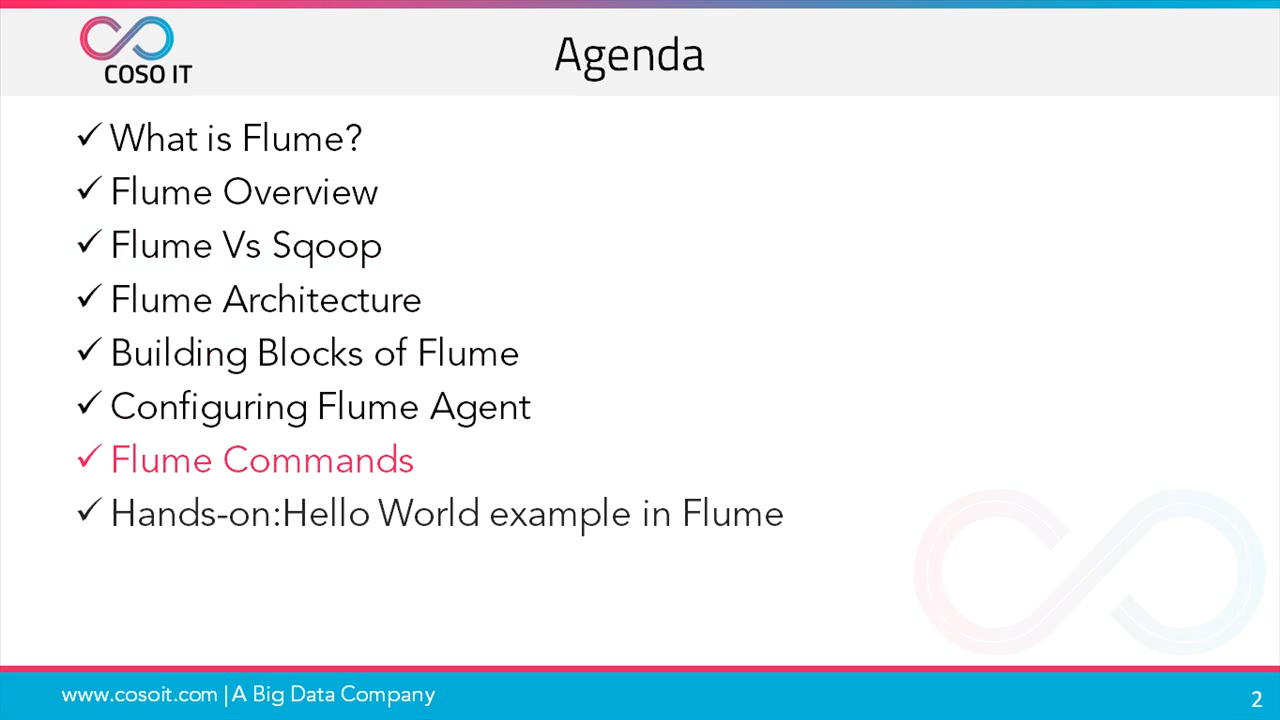 COSO IT
Agenda
✓ What is Flume?
✓ Flume Overview
✓ Flume Vs Sqoop
✓ Flume Architecture
✓ Building Blocks of Flume
✓ Configuring Flume Agent
✓ Flume Commands
✓ Hands-on:Hello World example in Flume
www.cosoit.com | A Big Data Company
2